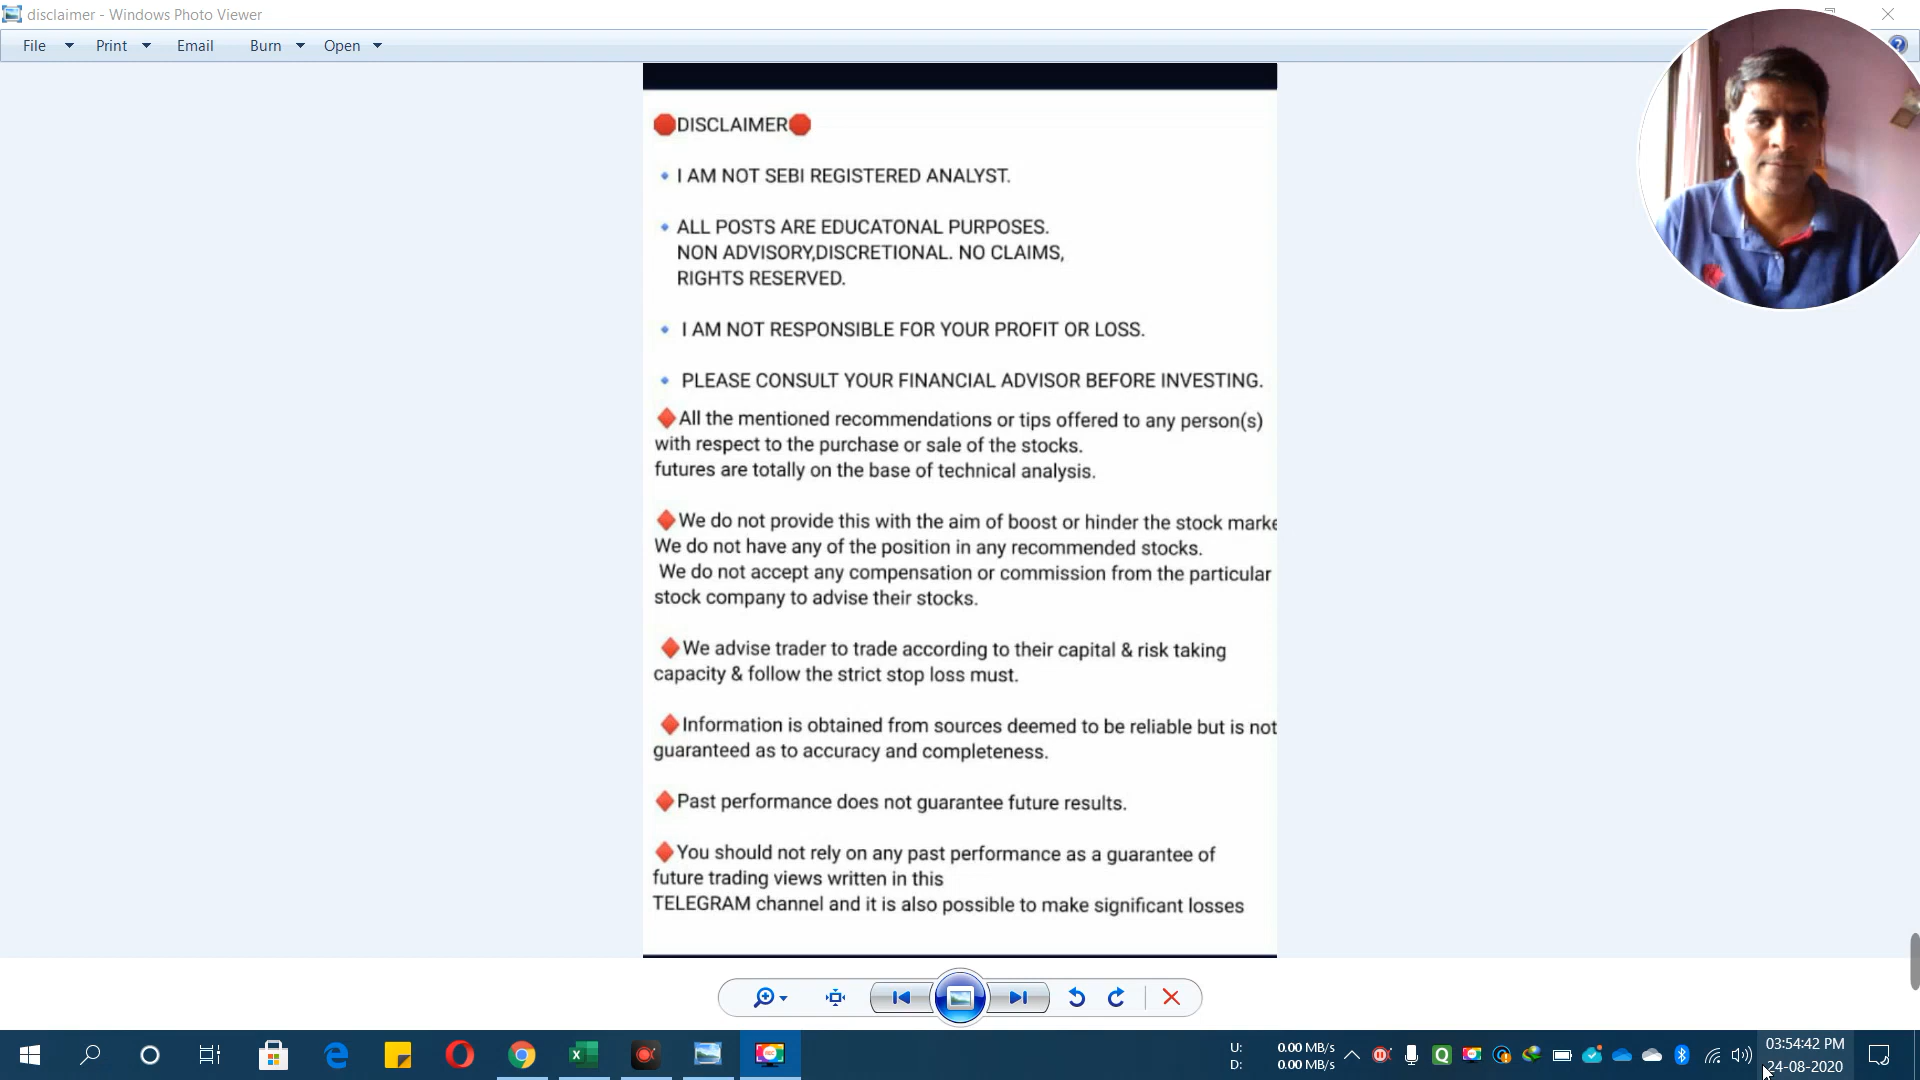 disclaimer - Windows Photo Viewer
File Print Email Burn Open
DISCLAIMER
I AM NOT SEBI REGISTERED ANALYST.
ALL POSTS ARE EDUCATONAL PURPOSES.
NON ADVISORY,DISCRETIONAL. NO CLAIMS,
RIGHTS RESERVED.
I AM NOT RESPONSIBLE FOR YOUR PROFIT OR LOSS.
PLEASE CONSULT YOUR FINANCIAL ADVISOR BEFORE INVESTING.
All the mentioned recommendations or tips offered to any person(s)
with respect to the purchase or sale of the stocks.
futures are totally on the base of technical analysis.
We do not provide this with the aim of boost or hinder the stock marke
We do not have any of the position in any recommended stocks.
We do not accept any compensation or commission from the particular
stock company to advise their stocks.
We advise trader to trade according to their capital & risk taking
capacity & follow the strict stop loss must.
Information is obtained from sources deemed to be reliable but is not
guaranteed as to accuracy and completeness.
Past performance does not guarantee future results.
You should not rely on any past performance as a guarantee of
future trading views written in this
TELEGRAM channel and it is also possible to make significant losses
U: 0.00 MB/s
D: 0.00 MB/s
03:54:42 PM
24-08-2020